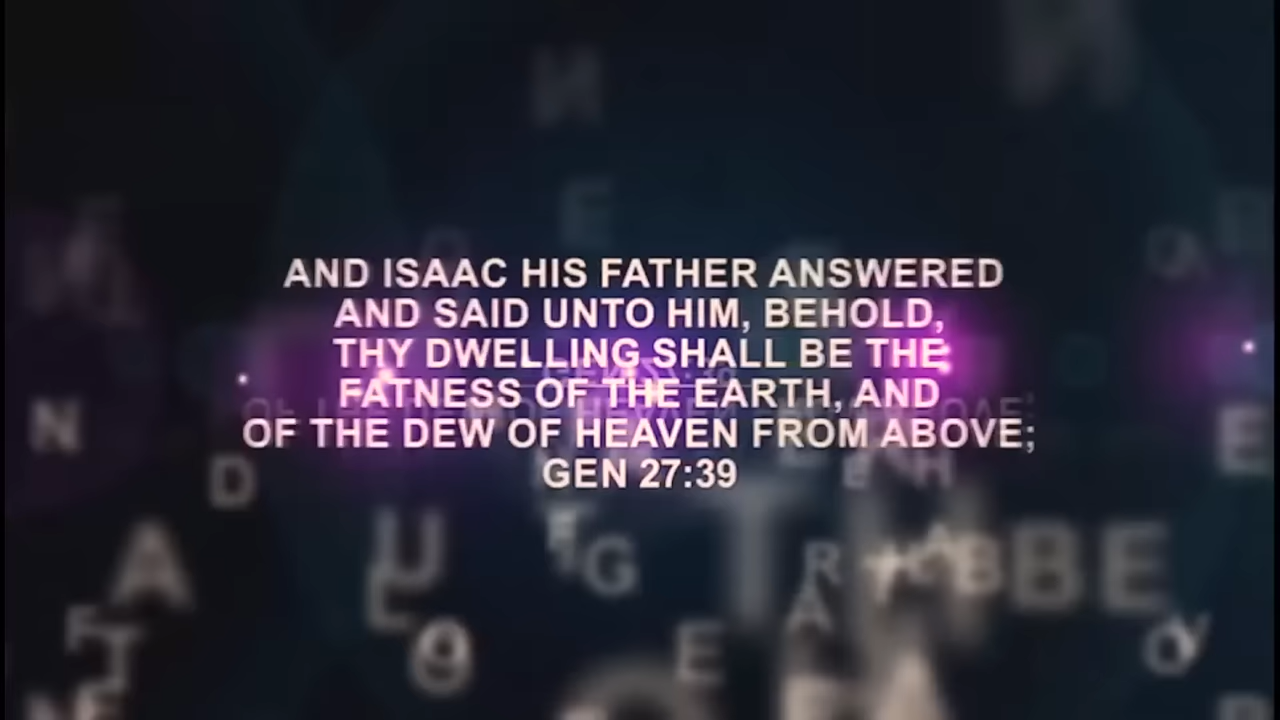 AND ISAAC HIS FATHER ANSWERED
AND SAID UNTO HIM, BEHOLD,
THY DWELLING SHALL BE THE
FATNESS OF THE EARTH, AND
OF THE DEW OF HEAVEN FROM ABOVE;
GEN 27:39